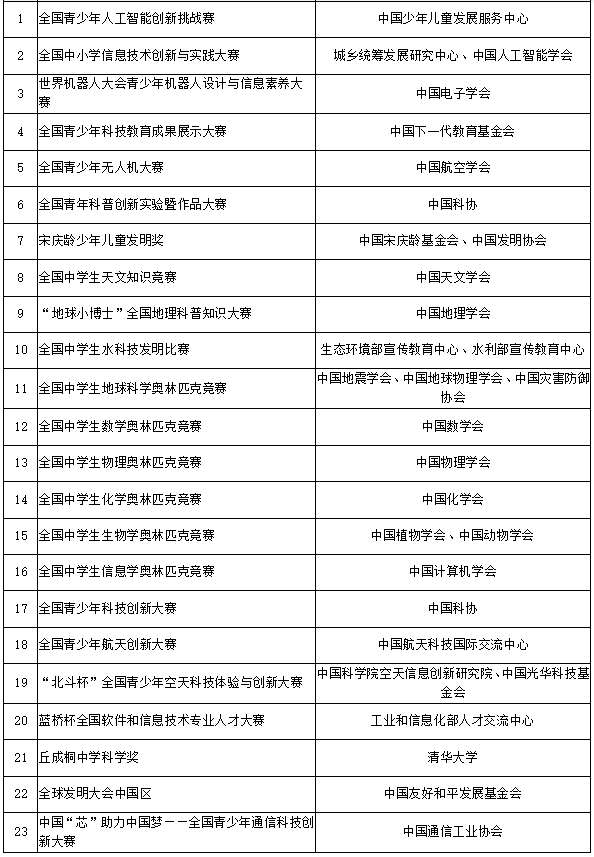 1 全国青少年人工智能创新挑战赛 中国少年儿童发展服务中心
2 全国中小学信息技术创新与实践大赛 城乡统筹发展研究中心、中国人工智能学会
3 世界机器人大会青少年机器人设计与信息素养大
赛 中国电子学会
4 全国青少年科技教育成果展示大赛 中国下一代教育基金会
5 全国青少年无人机大赛 中国航空学会
6 全国青年科普创新实验暨作品大赛 中国科协
7 宋庆龄少年儿童发明奖 中国宋庆龄基金会、中国发明协会
8 全国中学生天文知识竞赛 中国天文学会
9 “地球小博士”全国地理科普知识大赛 中国地理学会
10 全国中学生水科技发明比赛 生态环境部宣传教育中心、水利部宣传教育中心
11 全国中学生地球科学奥林匹克竞赛 中国地震学会、中国地球物理学会、中国灾害防御
协会
12 全国中学生数学奥林匹克竞赛 中国数学会
13 全国中学生物理奥林匹克竞赛 中国物理学会
14 全国中学生化学奥林匹克竞赛 中国化学会
15 全国中学生生物学奥林匹克竞赛 中国植物学会、中国动物学会
16 全国中学生信息学奥林匹克竞赛 中国计算机学会
17 全国青少年科技创新大赛 中国科协
18 全国青少年航天创新大赛 中国航天科技国际交流中心
19 “北斗杯”全国青少年空天科技体验与创新大赛 中国科学院空天信息创新研究院、中国光华科技基
金会
20 蓝桥杯全国软件和信息技术专业人才大赛 工业和信息化部人才交流中心
21 丘成桐中学科学奖 清华大学
22 全球发明大会中国区 中国友好和平发展基金会
23 中国“芯”助力中国梦——全国青少年通信科技创
新大赛 中国通信工业协会